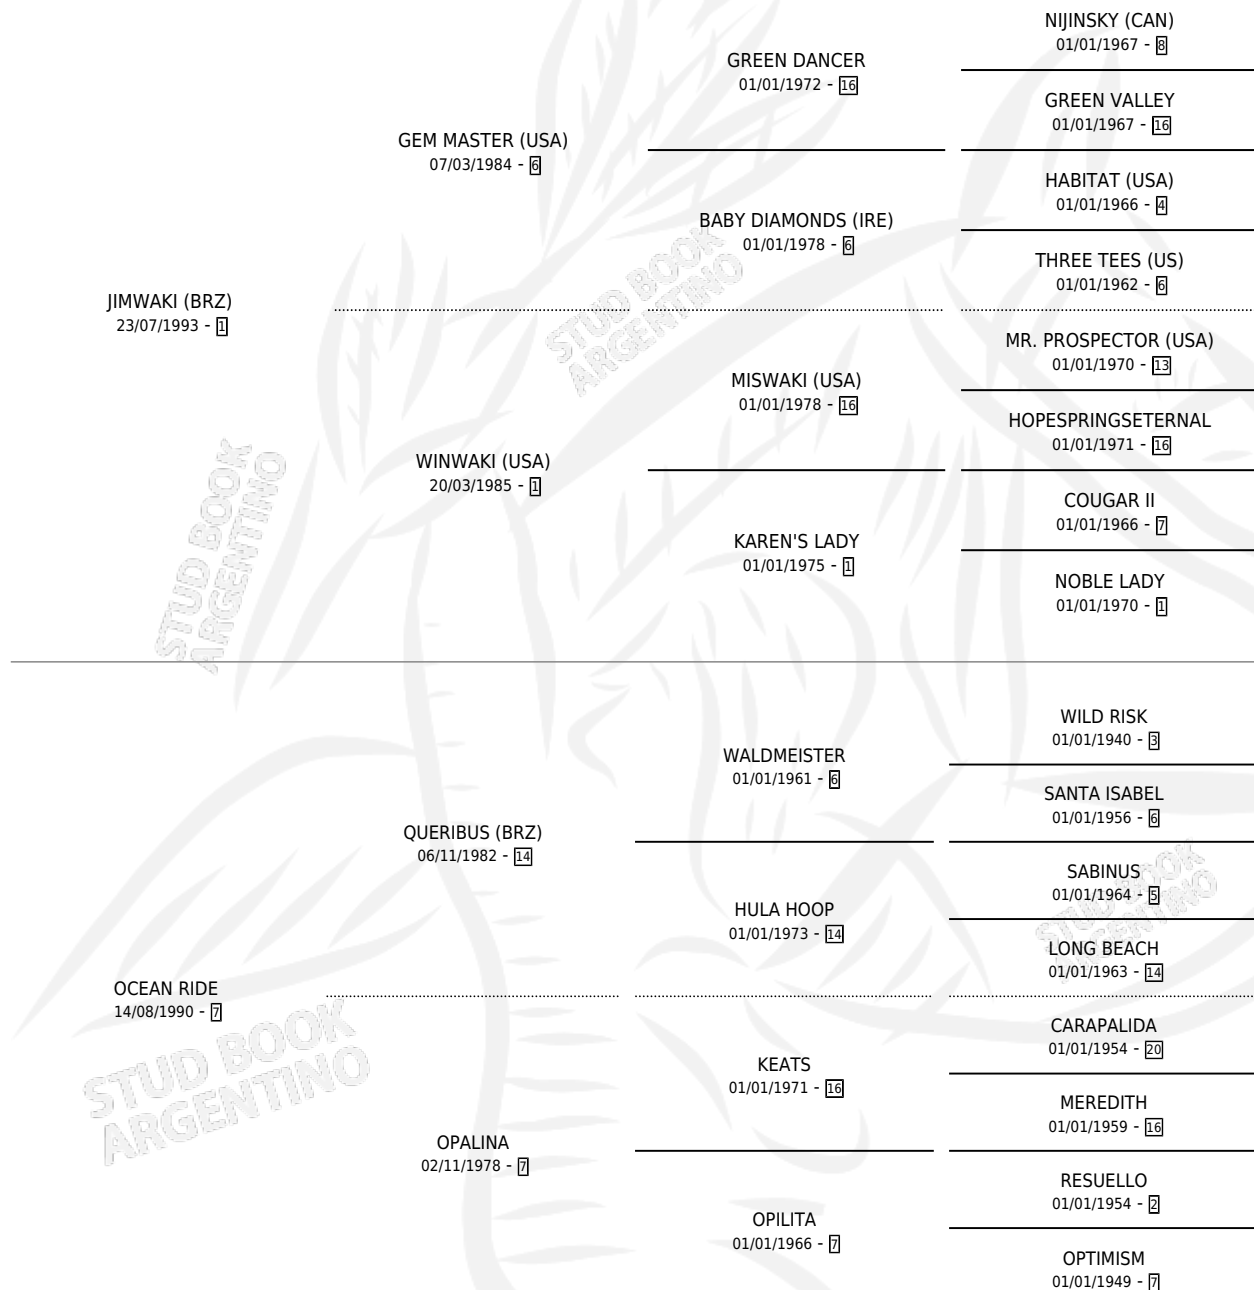 NIJINSKY (CAN)
01/01/1967 - 8
GREEN DANCER
01/01/1972 - 16
GREEN VALLEY
01/01/1967 - 16
GEM MASTER (USA)
07/03/1984 - 6
HABITAT (USA)
01/01/1966 - 4
BABY DIAMONDS (IRE)
01/01/1978 - 6
THREE TEES (US)
01/01/1962 - 6
JIMWAKI (BRZ)
23/07/1993 - 1
STUD BOOK
ARGENTINO
MR. PROSPECTOR (USA)
01/01/1970 - 13
MISWAKI (USA)
01/01/1978 - 16
HOPESPRINGSETERNAL
01/01/1971 - 16
WINWAKI (USA)
20/03/1985 - 1
COUGAR II
01/01/1966 - 7
KAREN'S LADY
01/01/1975 - 1
NOBLE LADY
01/01/1970 - 1
STUD BOOK
ARGENTINO
WILD RISK
01/01/1940 - 3
WALDMEISTER
01/01/1961 - 6
SANTA ISABEL
01/01/1956 - 6
QUERIBUS (BRZ)
06/11/1982 - 14
SABINUS
01/01/1964 - 5
HULA HOOP
01/01/1973 - 14
LONG BEACH
01/01/1963 - 14
STUD BOOK
ARGENTINO
OCEAN RIDE
14/08/1990 - 7
CARAPALIDA
01/01/1954 - 20
KEATS
01/01/1971 - 16
MEREDITH
01/01/1959 - 16
STUD BOOK
ARGENTINO
OPALINA
02/11/1978 - 7
RESUELLO
01/01/1954 - 2
OPILITA
01/01/1966 - 7
OPTIMISM
01/01/1949 - 7